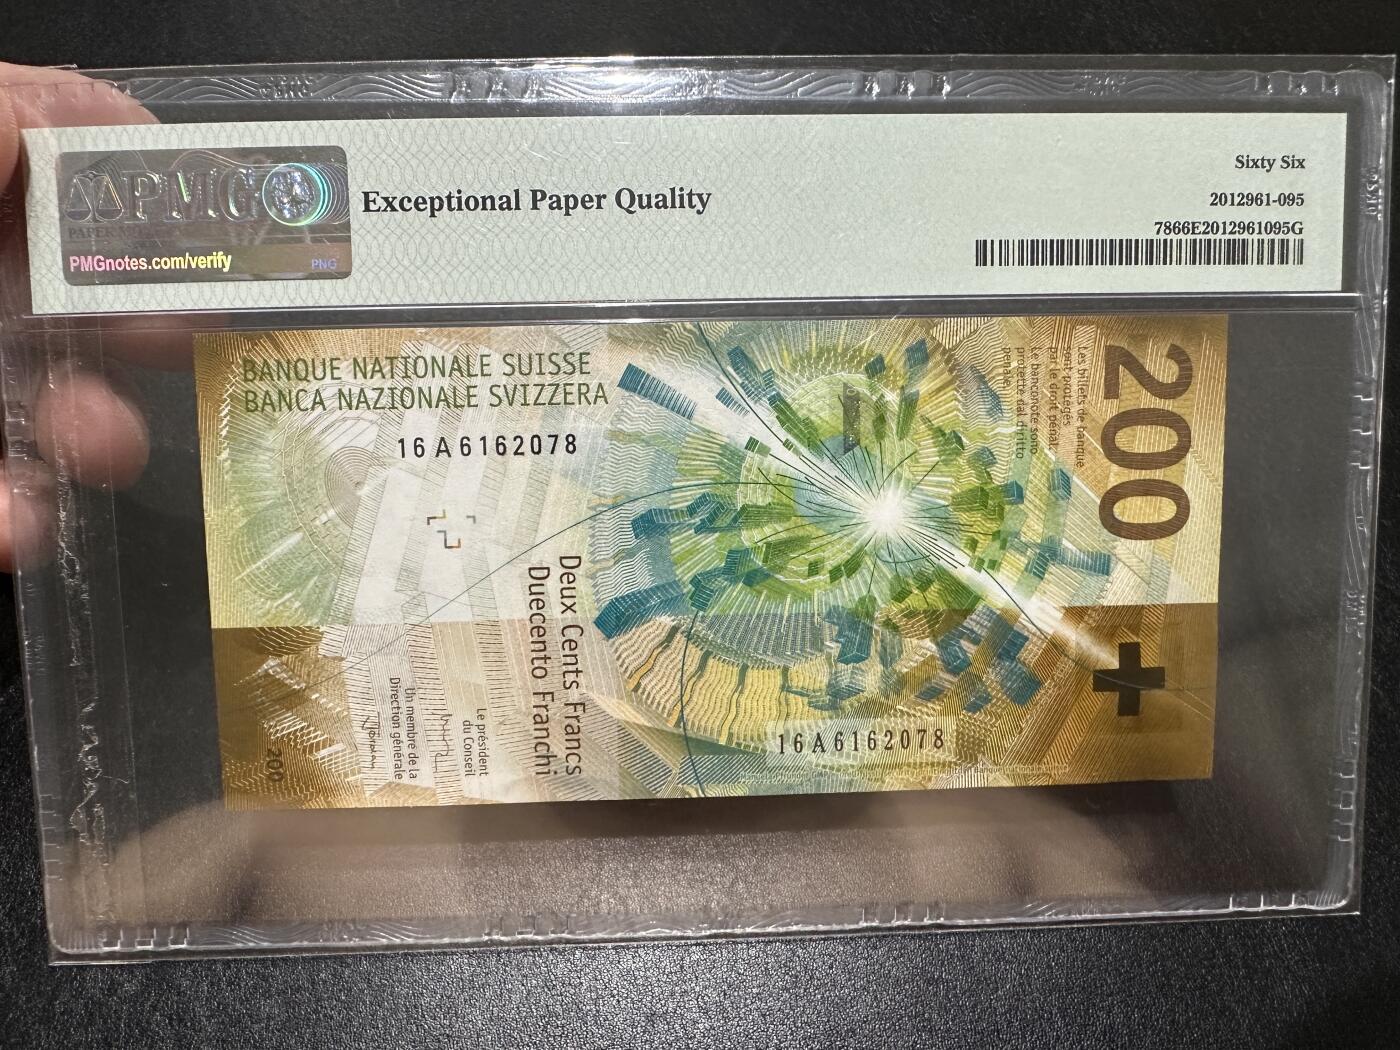 PMG
PAPER M
PMGnotes.com/verify
PNG
Exceptional Paper Quality
Sixty Six
2012961-095
7866E2012961095G
BANQUE NATIONALE SUISSE
BANCA NAZIONALE SVIZZERA
16A6162078
200
Les billets de banque
sont protégés
par le droit pénal.
Le banconote sono
protette dal diritto
penale.
Deux Cents Francs
Duecento Franchi
Le président
du Conseil
Un membre de la
Direction générale
200
16A6162078